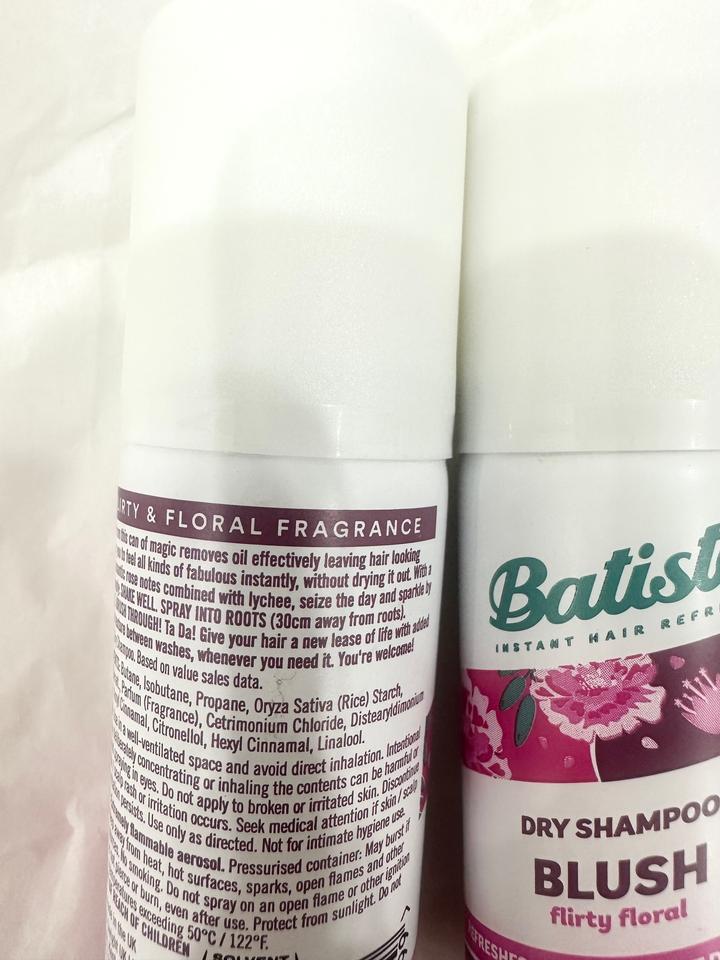 & FLORAL FRAGRANCE
this can of magic removes oil effectively leaving hair looking
feel all kinds of fabulous instantly, without drying it out. With a
rose notes combined with lychee, seize the day and sparkle by
SHAKE WELL. SPRAY INTO ROOTS (30cm away from roots).
THROUGH! Ta Da! Give your hair a new lease of life with added
between washes, whenever you need it. You're welcome!
Based on value sales data.
Butane, Isobutane, Propane, Oryza Sativa (Rice) Starch,
Parfum (Fragrance), Cetrimonium Chloride, Distearyldimonium
Cinnamal, Citronellol, Hexyl Cinnamal, Linalool.
in a well-ventilated space and avoid direct inhalation. Intentional
concentrating or inhaling the contents can be harmful or
spraying in eyes. Do not apply to broken or irritated skin. Discontinue
rash or irritation occurs. Seek medical attention if skin / scalp
persists. Use only as directed. Not for intimate hygiene use.
flammable aerosol. Pressurised container: May burst if
away from heat, hot surfaces, sparks, open flames and other
No smoking. Do not spray on an open flame or other ignition
or burn, even after use. Protect from sunlight. Do not
exceeding 50°C / 122°F.
REACH OF CHILDREN
in the UK
UK
SOLVENT
Batist
INSTANT HAIR REFR
DRY SHAMPOO
BLUSH
flirty floral